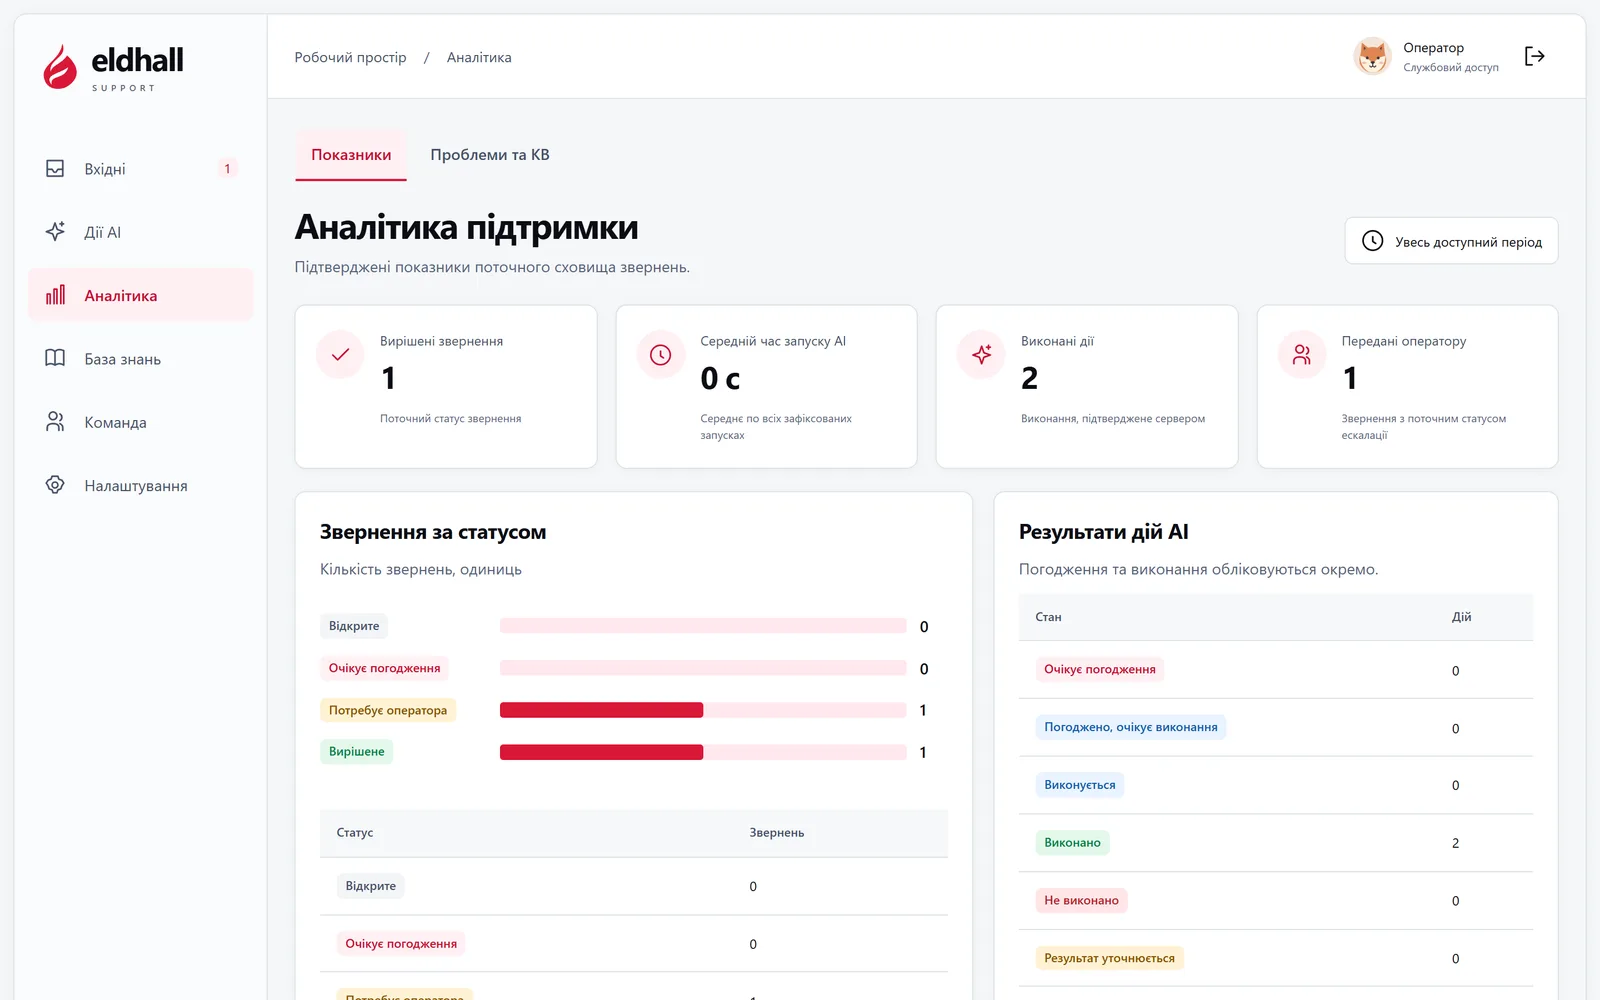 eldhall
SUPPORT
Вхідні
1
Дії AI
Аналітика
База знань
Команда
Налаштування
Робочий простір / Аналітика
Оператор
Службовий доступ
Показники
Проблеми та КВ
Аналітика підтримки
Підтверджені показники поточного сховища звернень.
Увесь доступний період
Вирішені звернення
1
Поточний статус звернення
Середній час запуску AI
0 с
Середнє по всіх зафіксованих
запусках
Виконані дії
2
Виконання, підтверджене сервером
Передані оператору
1
Звернення з поточним статусом
ескалації
Звернення за статусом
Кількість звернень, одиниць
Відкрите 0
Очікує погодження 0
Потребує оператора 1
Вирішене 1
Статус Звернень
Відкрите 0
Очікує погодження 0
Потребує оператора 1
Результати дій AI
Погодження та виконання обліковуються окремо.
Стан Дій
Очікує погодження 0
Погоджено, очікує виконання 0
Виконується 0
Виконано 2
Не виконано 0
Результат уточнюється 0